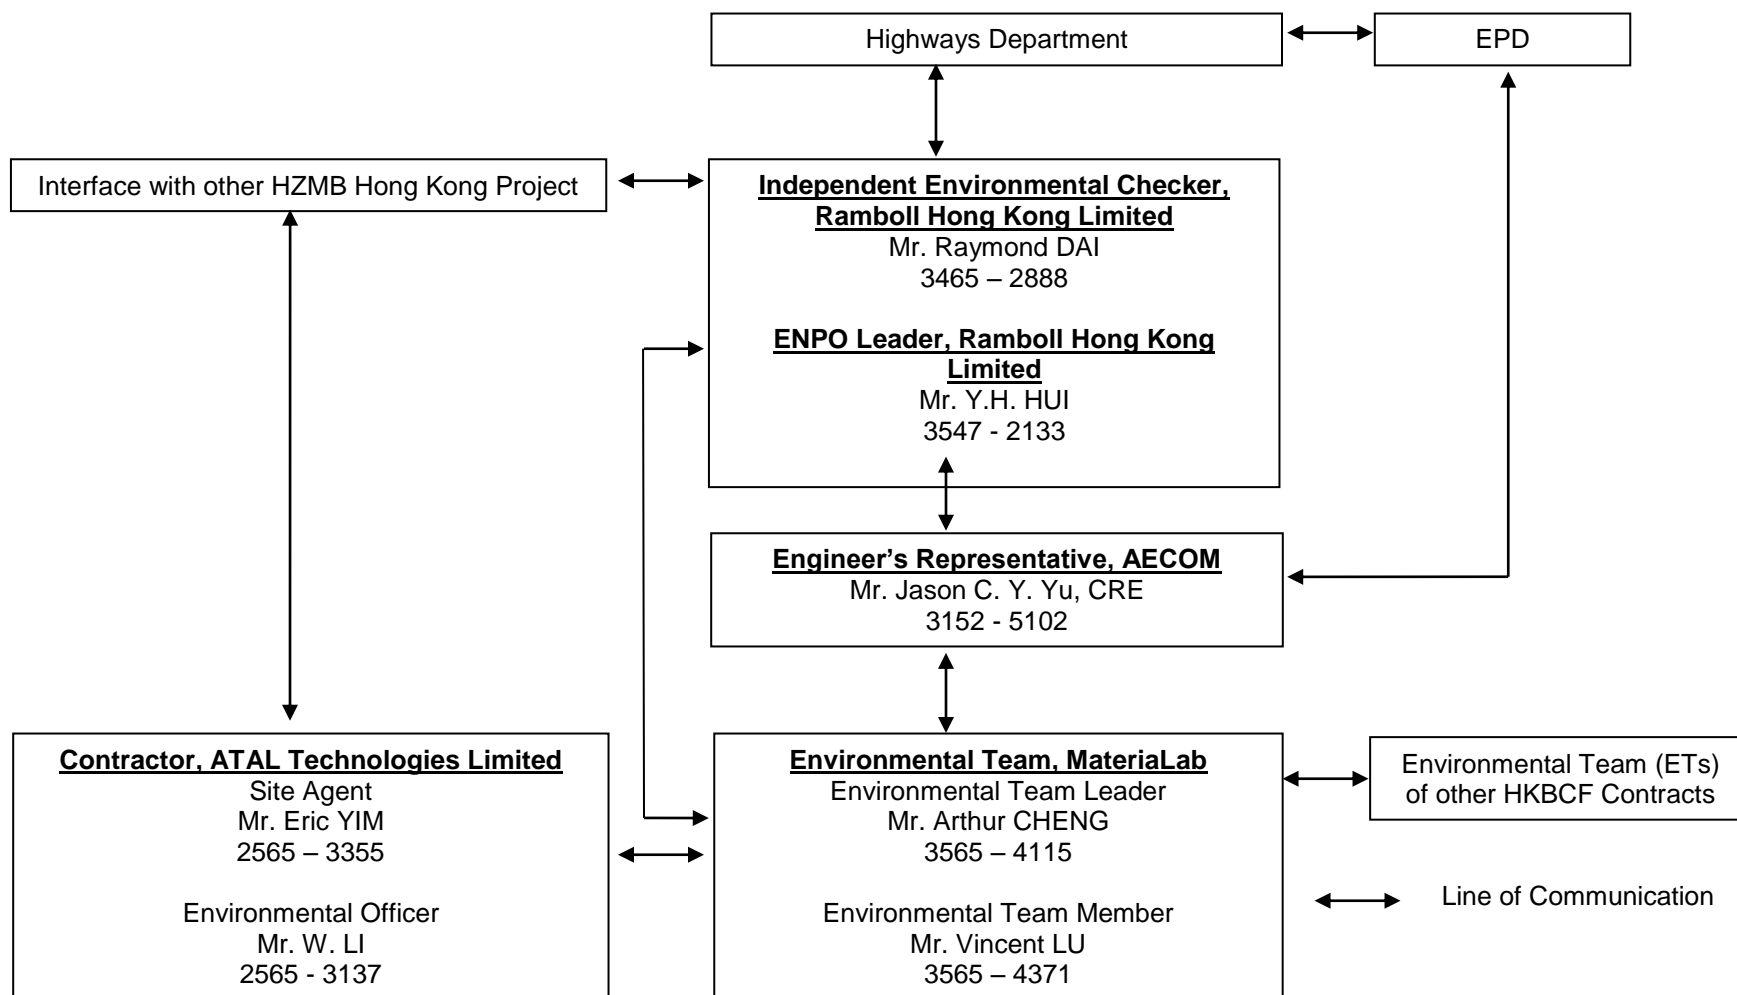 Highways Department
EPD
Interface with other HZMB Hong Kong Project
Independent Environmental Checker,
Ramboll Hong Kong Limited
Mr. Raymond DAI
3465 – 2888
ENPO Leader, Ramboll Hong Kong
Limited
Mr. Y.H. HUI
3547 - 2133
Engineer’s Representative, AECOM
Mr. Jason C. Y. Yu, CRE
3152 - 5102
Contractor, ATAL Technologies Limited
Site Agent
Mr. Eric YIM
2565 – 3355
Environmental Officer
Mr. W. LI
2565 - 3137
Environmental Team, MateriaLab
Environmental Team Leader
Mr. Arthur CHENG
3565 – 4115
Environmental Team Member
Mr. Vincent LU
3565 – 4371
Environmental Team (ETs)
of other HKBCF Contracts
Line of Communication